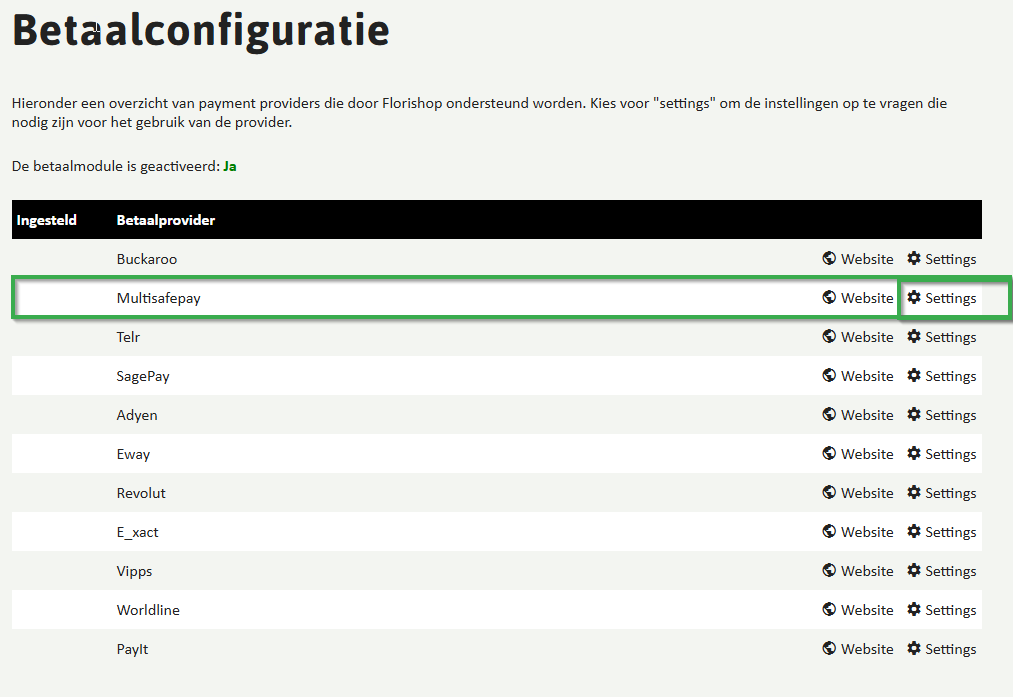 Betaalconfiguratie
Hieronder een overzicht van payment providers die door Florishop ondersteund worden. Kies voor "settings" om de instellingen op te vragen die
nodig zijn voor het gebruik van de provider.
De betaalmodule is geactiveerd: Ja
Ingesteld Betaalprovider
Buckaroo Website Settings
Multisafepay Website Settings
Telr Website Settings
SagePay Website Settings
Adyen Website Settings
Eway Website Settings
Revolut Website Settings
E_xact Website Settings
Vipps Website Settings
Worldline Website Settings
PayIt Website Settings